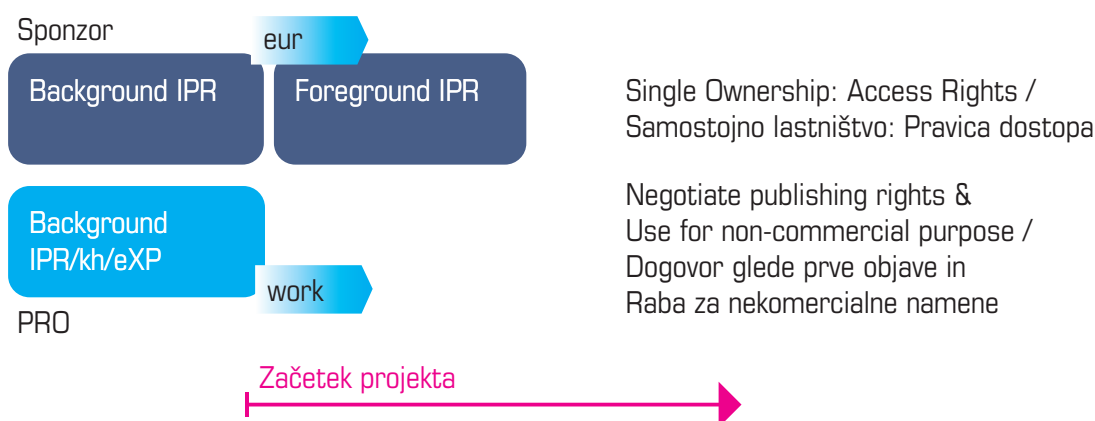 Sponzor
eur
Background IPR
Foreground IPR
Single Ownership: Access Rights /
Samostojno lastništvo: Pravica dostopa
Background
IPR/kh/eXP
Negotiate publishing rights &
Use for non-commercial purpose /
Dogovor glede prve objave in
Raba za nekomercialne namene
work
PRO
Začetek projekta